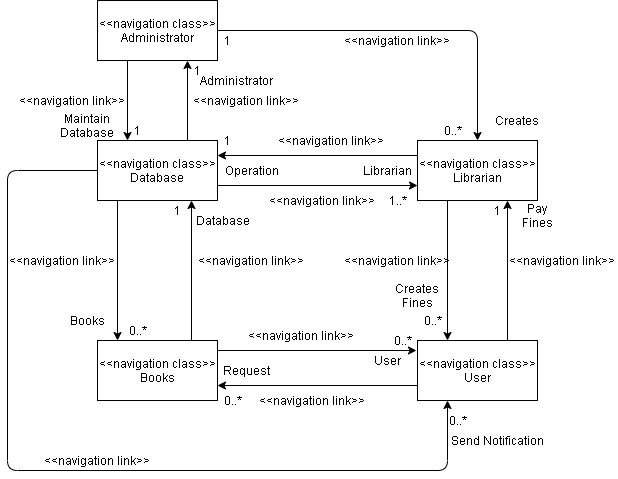 <<navigation class>>
Administrator
1
<<navigation link>>
1
Administrator
<<navigation link>>
<<navigation link>>
Maintain
Database
1
0..*
Creates
<<navigation class>>
Database
1
<<navigation link>>
<<navigation class>>
Librarian
Operation
Librarian
<<navigation link>>
1..*
1
Database
1
Pay
Fines
<<navigation link>>
<<navigation link>>
<<navigation link>>
<<navigation link>>
Books
0..*
Creates
Fines
0..*
<<navigation link>>
0..*
<<navigation class>>
Books
User
<<navigation class>>
User
Request
0..*
<<navigation link>>
0..*
Send Notification
<<navigation link>>